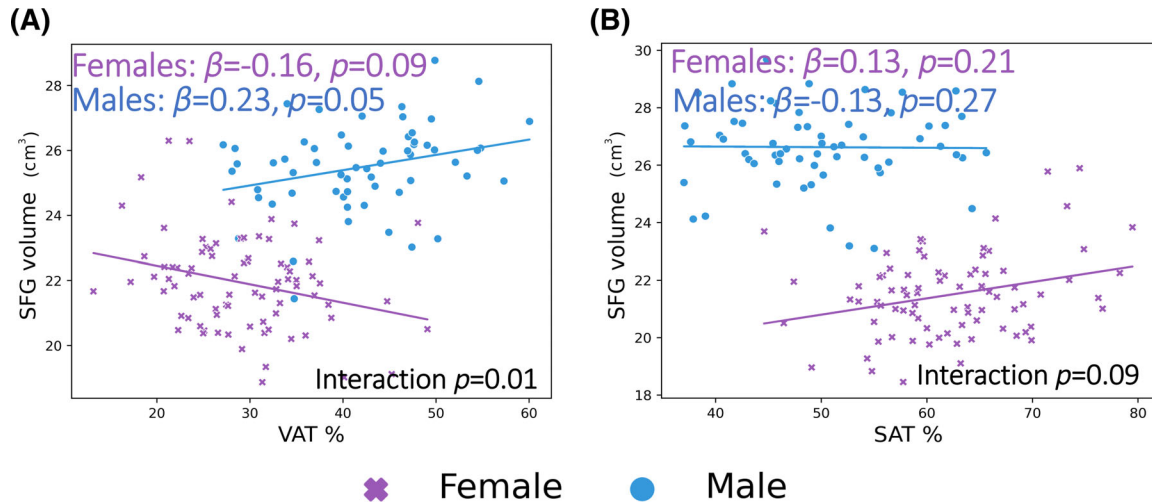 (A)
Females: β=-0.16, p=0.09
Males: β=0.23, p=0.05
SFG volume (cm³)
28
26
24
22
20
Interaction p=0.01
20 30 40 50 60
VAT %
(B)
Females: β=0.13, p=0.21
Males: β=-0.13, p=0.27
SFG volume (cm³)
30
28
26
24
22
20
18
Interaction p=0.09
40 50 60 70 80
SAT %
Female Male